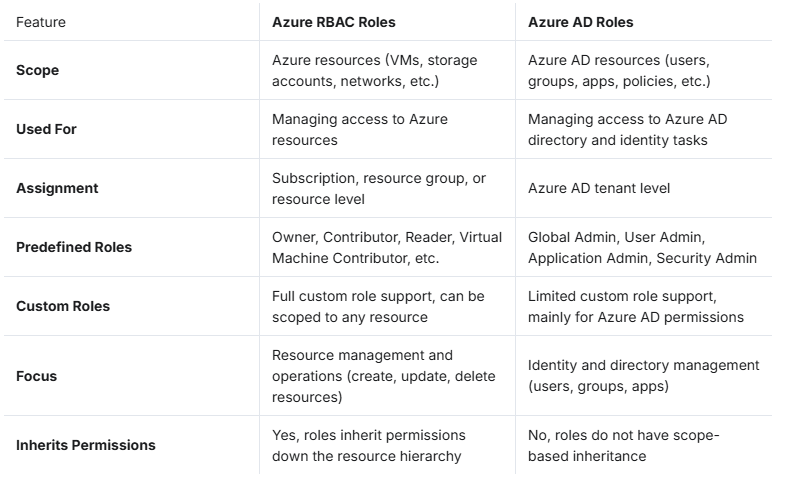 Feature
Azure RBAC Roles
Azure AD Roles
Scope
Azure resources (VMs, storage
accounts, networks, etc.)
Azure AD resources (users,
groups, apps, policies, etc.)
Used For
Managing access to Azure
resources
Managing access to Azure AD
directory and identity tasks
Assignment
Subscription, resource group, or
resource level
Azure AD tenant level
Predefined Roles
Owner, Contributor, Reader, Virtual
Machine Contributor, etc.
Global Admin, User Admin,
Application Admin, Security Admin
Custom Roles
Full custom role support, can be
scoped to any resource
Limited custom role support,
mainly for Azure AD permissions
Focus
Resource management and
operations (create, update, delete
resources)
Identity and directory management
(users, groups, apps)
Inherits Permissions
Yes, roles inherit permissions
down the resource hierarchy
No, roles do not have scope-
based inheritance